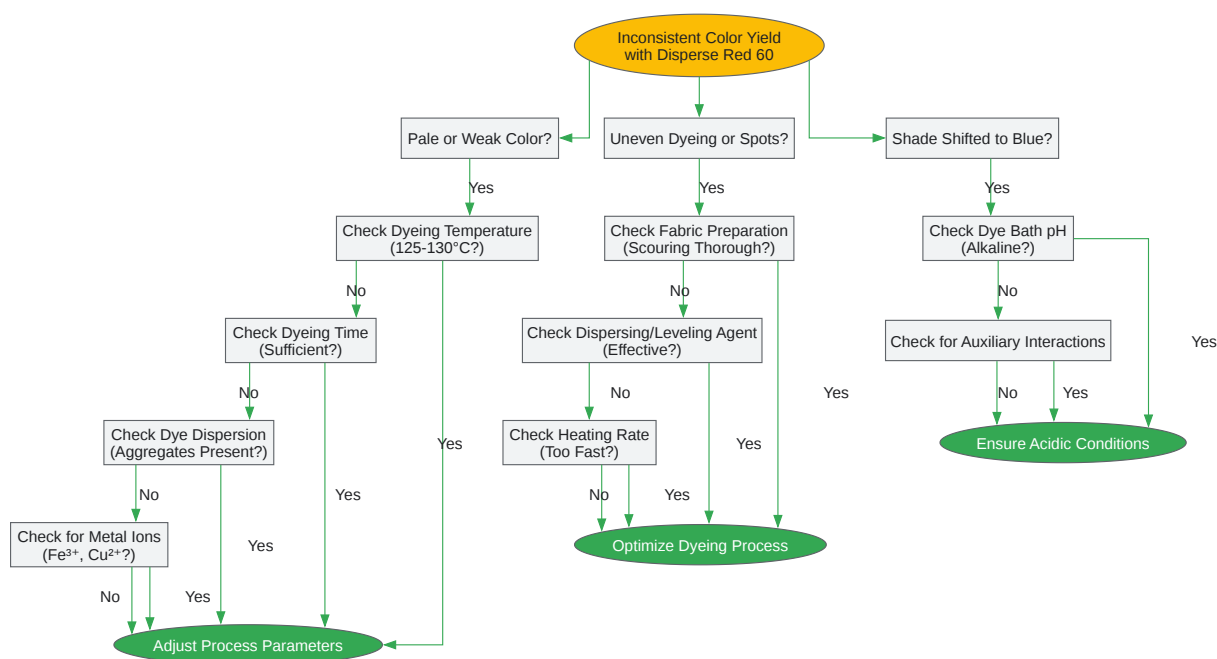 Inconsistent Color Yield
with Disperse Red 60
Pale or Weak Color?
Uneven Dyeing or Spots?
Shade Shifted to Blue?
Yes
Yes
Yes
Check Dyeing Temperature
(125-130°C?)
Check Fabric Preparation
(Scouring Thorough?)
Check Dye Bath pH
(Alkaline?)
No
No
No
Check Dyeing Time
(Sufficient?)
Check Dispersing/Leveling Agent
(Effective?)
Check for Auxiliary Interactions
Yes
No
No
Yes
No
Yes
Check Dye Dispersion
(Aggregates Present?)
Yes
Check Heating Rate
(Too Fast?)
Yes
Ensure Acidic Conditions
No
Yes
No
Yes
Check for Metal Ions
(Fe³⁺, Cu²⁺?)
Yes
Optimize Dyeing Process
No
Yes
Adjust Process Parameters